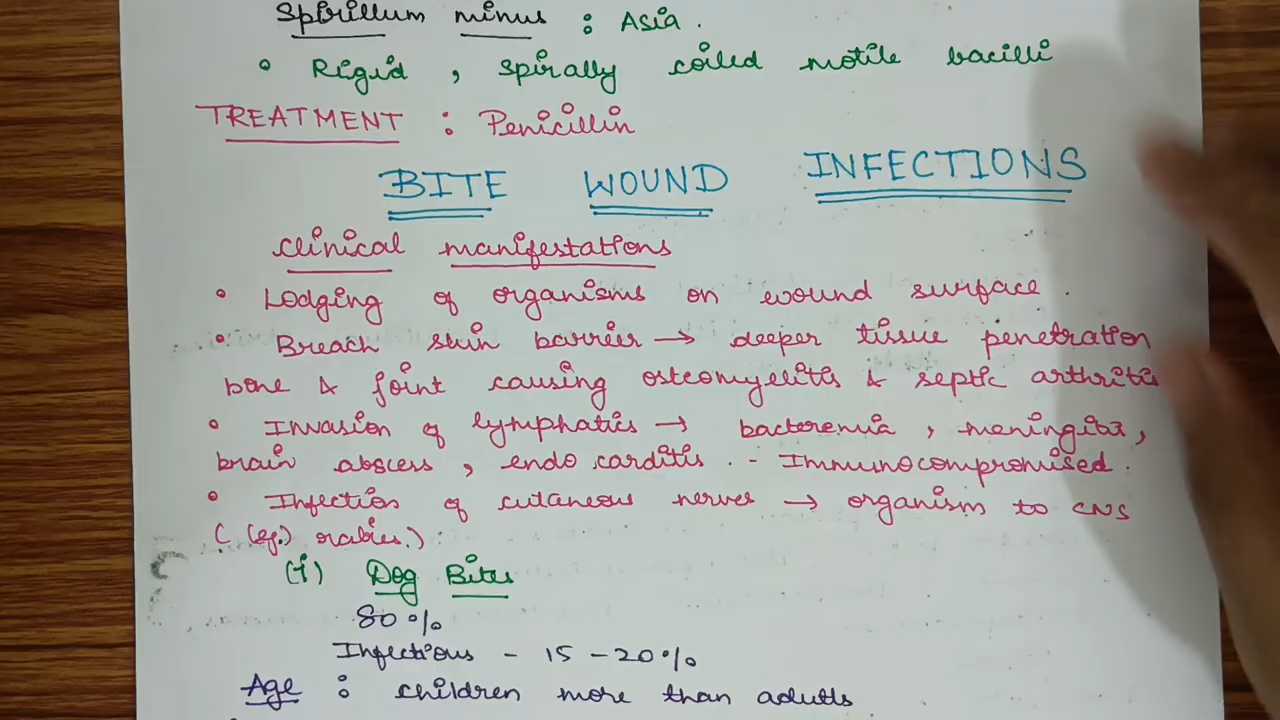 Spirillum minus : Asia .
• Rigid , spirally coiled motile bacilli
TREATMENT : Penicillin
BITE WOUND INFECTIONS
Clinical manifestations
• Lodging of organisms on wound surface .
• Breach skin barrier → deeper tissue penetration
bone & joint causing osteomyelitis & septic arthritis
• Invasion of lymphatics → bacteremia , meningitis ,
brain abscess , endo carditis . - Immunocompromised .
• Infection of cutaneous nerves → organism to CNS
( (eg.) rabies.)
(i) Dog Bites
80 %
Infections - 15 - 20 %
Age : children more than adults